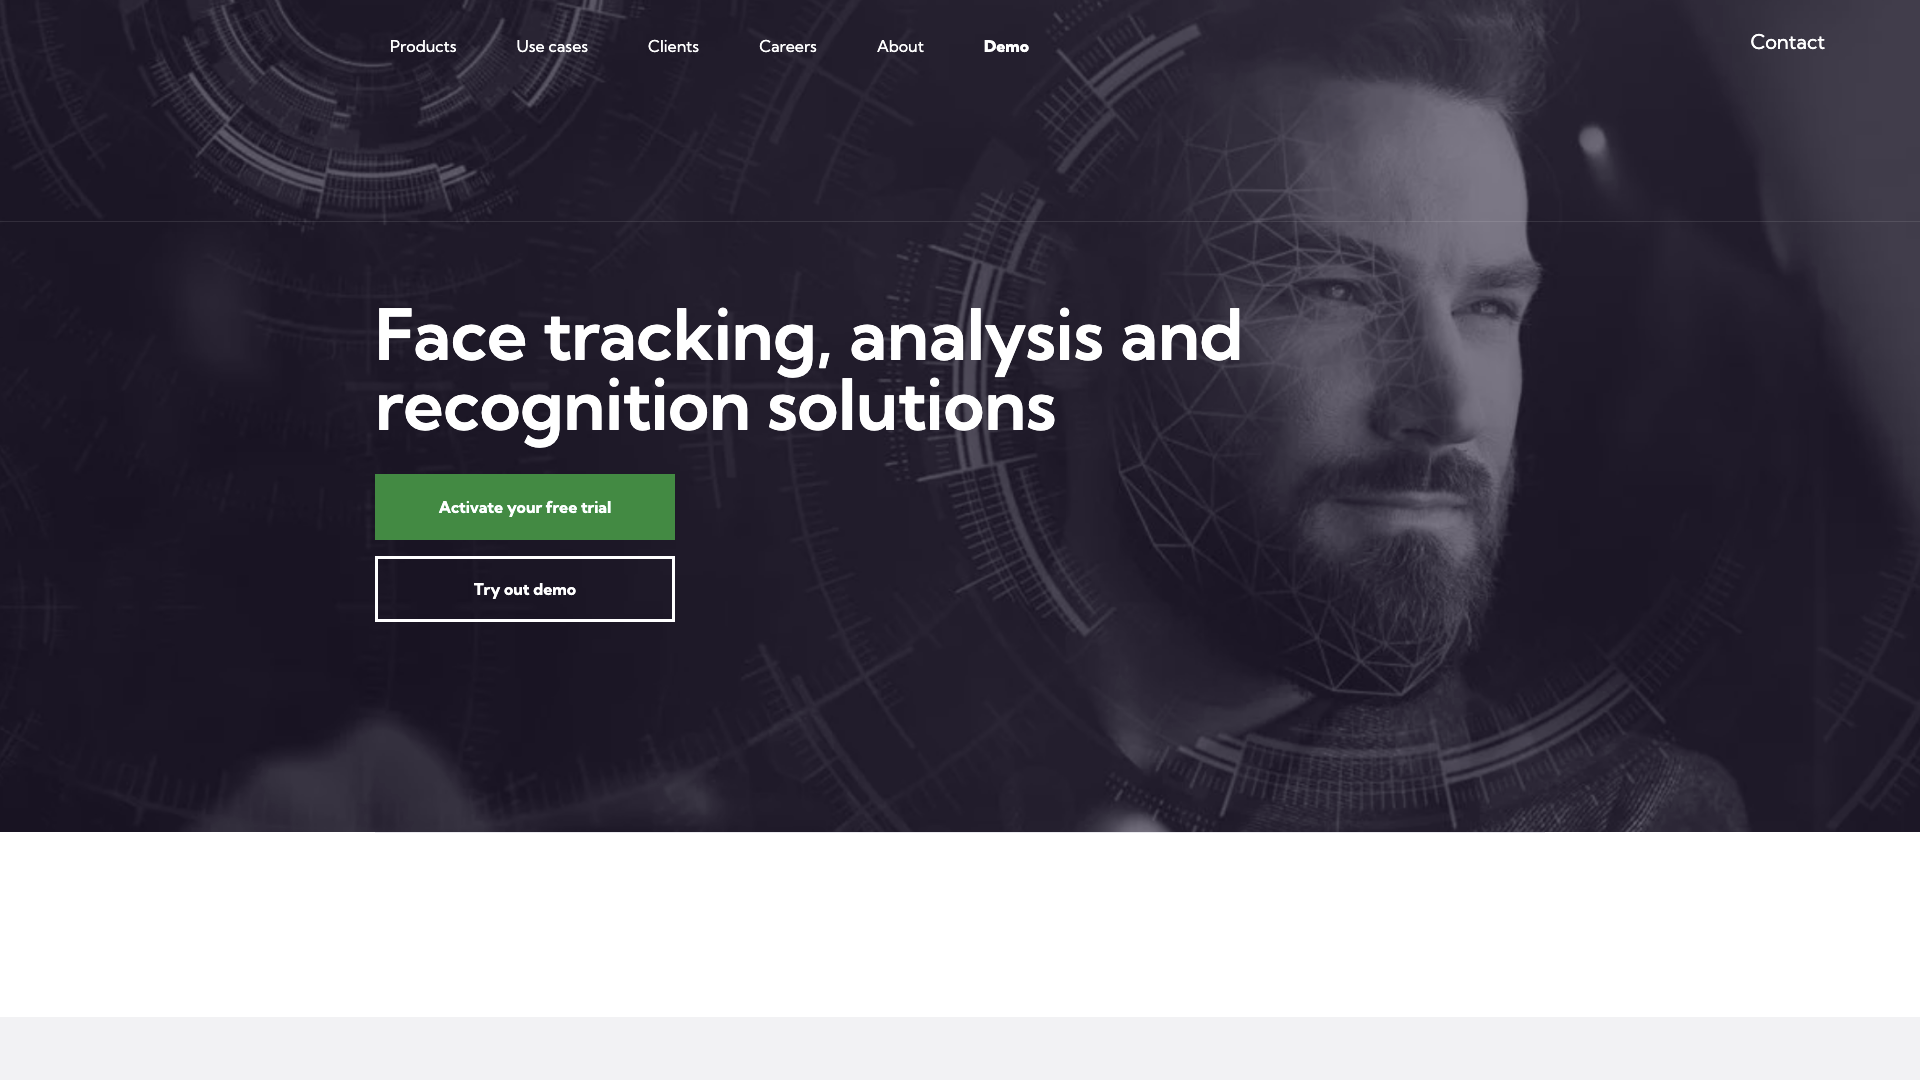 Products
Use cases
Clients
Careers
About
Demo
Contact
Face tracking, analysis and
recognition solutions
Activate your free trial
Try out demo